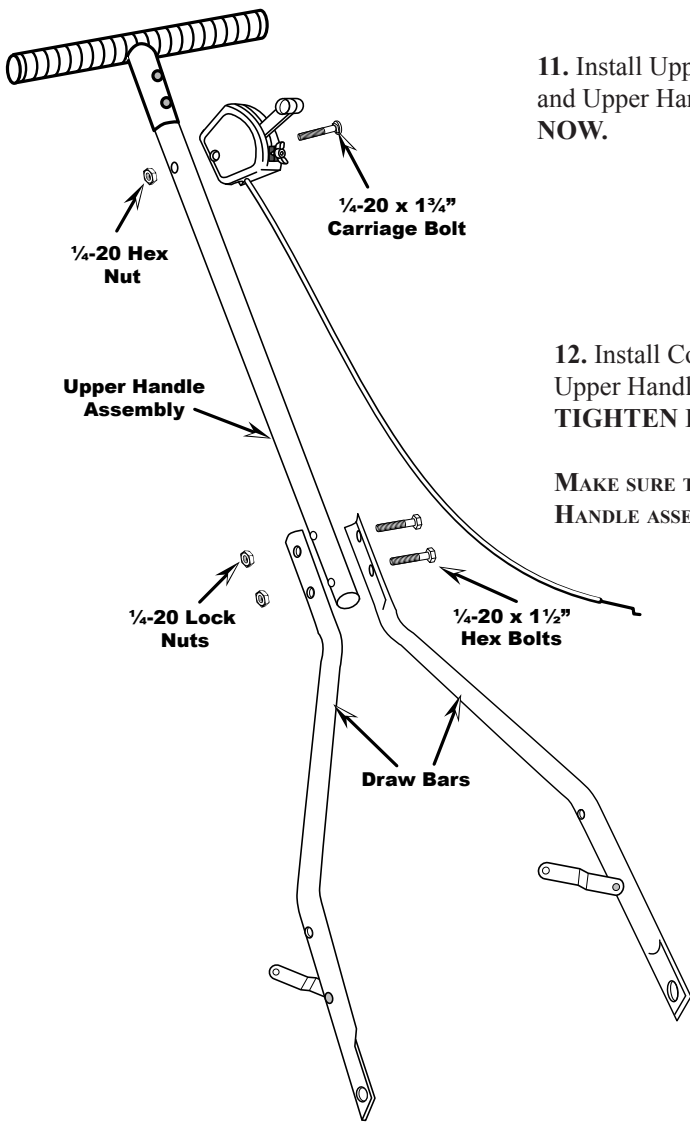 11. Install Upp
and Upper Har
NOW.
¼-20 x 1¾”
Carriage Bolt
¼-20 Hex
Nut
12. Install Co
Upper Handl
TIGHTEN
Upper Handle
Assembly
MAKE SURE T
HANDLE ASSE
¼-20 Lock
Nuts
¼-20 x 1½”
Hex Bolts
Draw Bars